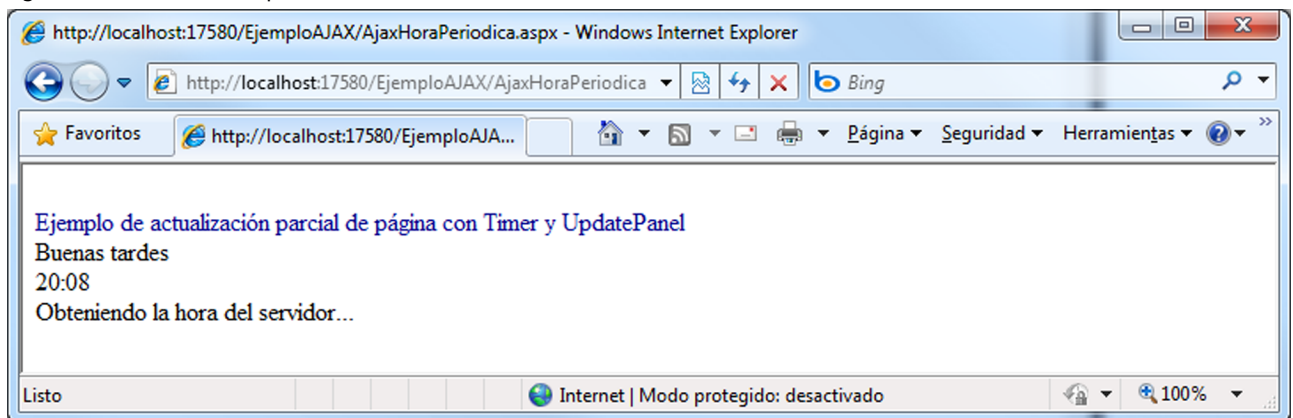 http://localhost:17580/EjemploAJAX/AjaxHoraPeriodica.aspx - Windows Internet Explorer
http://localhost:17580/EjemploAJAX/AjaxHoraPeriodica
Bing
Favoritos
http://localhost:17580/EjemploAJA...
Página
Seguridad
Herramientas
Ejemplo de actualización parcial de página con Timer y UpdatePanel
Buenas tardes
20:08
Obteniendo la hora del servidor...
Listo
Internet | Modo protegido: desactivado
100%